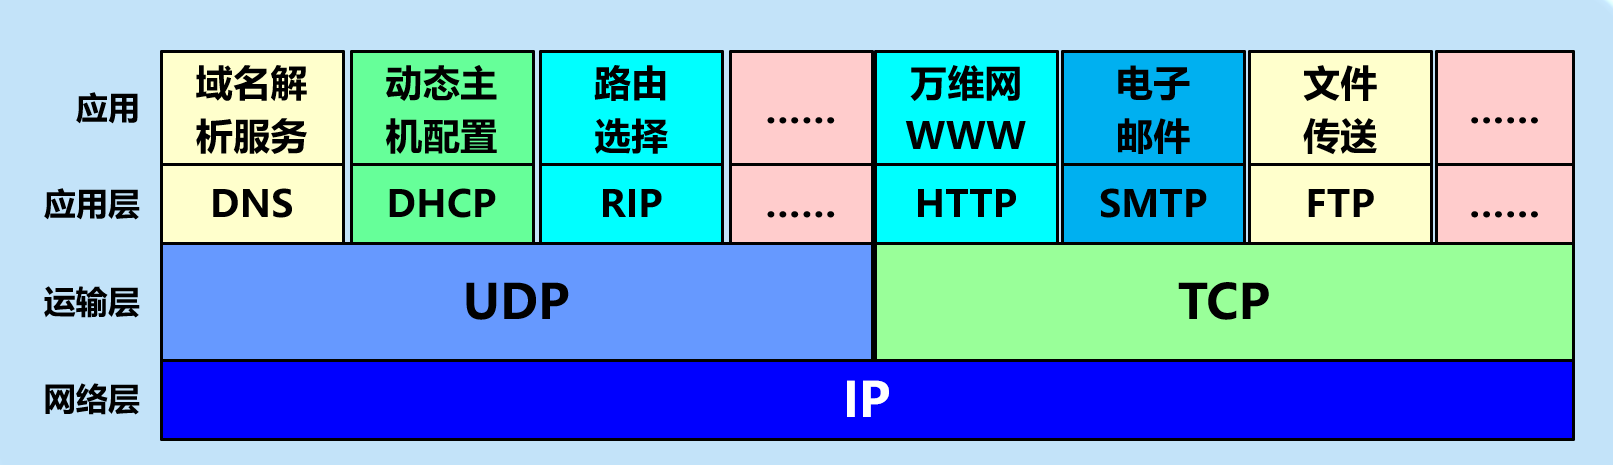 应用
域名解
析服务
动态主
机配置
路由
选择
......
万维网
WWW
电子
邮件
文件
传送
......
应用层
DNS
DHCP
RIP
......
HTTP
SMTP
FTP
......
运输层
UDP
TCP
网络层
IP